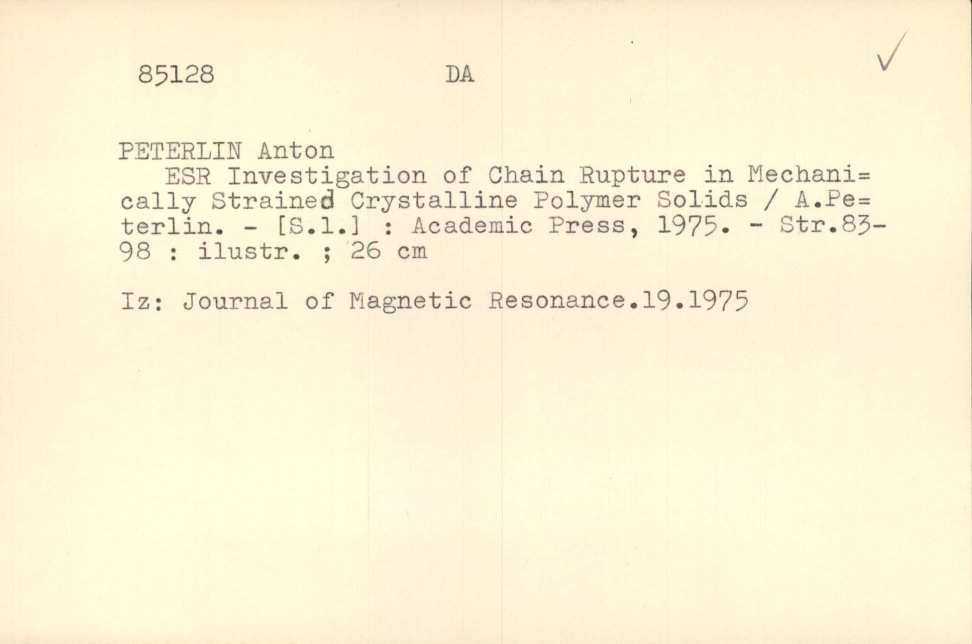 85128 DA
PETERLIN Anton
ESR Investigation of Chain Rupture in Mechani=
cally Strained Crystalline Polymer Solids / A.Pe=
terlin. - [S.l.] : Academic Press, 1975. - Str.83-
98 : ilustr. ; 26 cm
Iz: Journal of Magnetic Resonance.19.1975